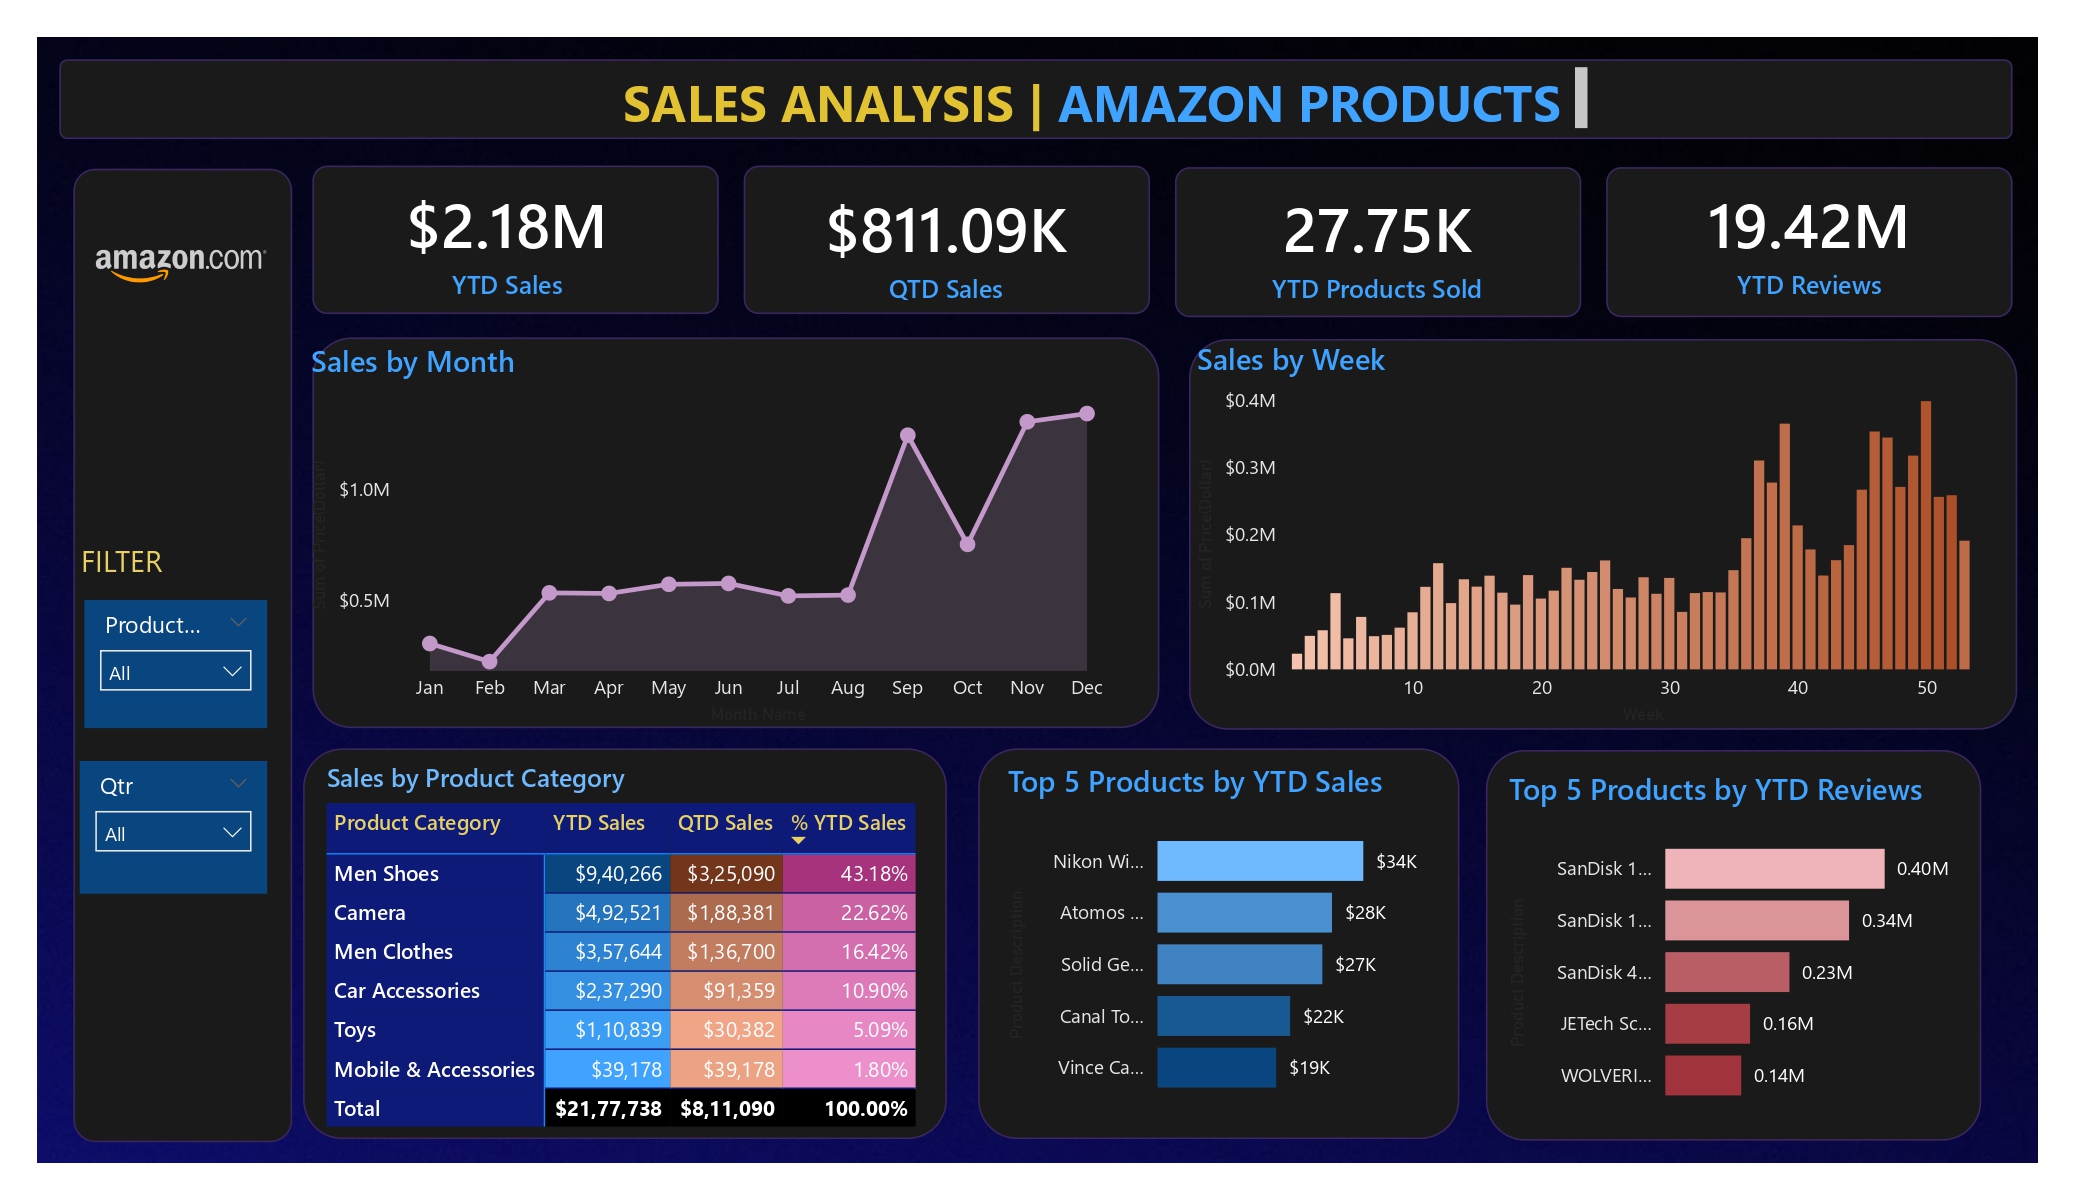 SALES ANALYSIS | AMAZON PRODUCTS
amazon.com
$2.18M
YTD Sales
$811.09K
QTD Sales
27.75K
YTD Products Sold
19.42M
YTD Reviews
FILTER
Product...
All
Qtr
All
Sales by Month
Sum of Price(Dollar)
$1.0M
$0.5M
Jan Feb Mar Apr May Jun Jul Aug Sep Oct Nov Dec
Month Name
Sales by Week
Sum of Price(Dollar)
$0.4M
$0.3M
$0.2M
$0.1M
$0.0M
10 20 30 40 50
Week
Sales by Product Category
Product Category YTD Sales QTD Sales % YTD Sales
Men Shoes $9,40,266 $3,25,090 43.18%
Camera $4,92,521 $1,88,381 22.62%
Men Clothes $3,57,644 $1,36,700 16.42%
Car Accessories $2,37,290 $91,359 10.90%
Toys $1,10,839 $30,382 5.09%
Mobile & Accessories $39,178 $39,178 1.80%
Total $21,77,738 $8,11,090 100.00%
Top 5 Products by YTD Sales
Product Description
Nikon Wi... $34K
Atomos ... $28K
Solid Ge... $27K
Canal To... $22K
Vince Ca... $19K
Top 5 Products by YTD Reviews
Product Description
SanDisk 1... 0.40M
SanDisk 1... 0.34M
SanDisk 4... 0.23M
JETech Sc... 0.16M
WOLVERI... 0.14M